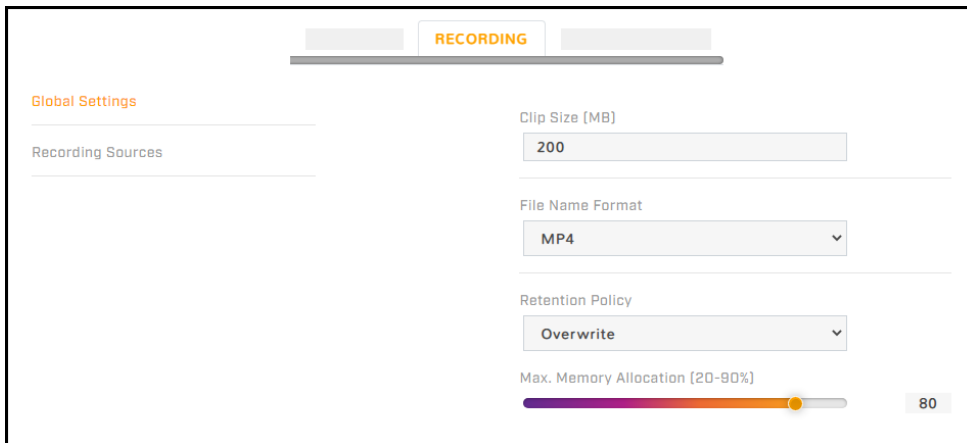 RECORDING
Global Settings
Recording Sources
Clip Size (MB)
200
File Name Format
MP4
Retention Policy
Overwrite
Max. Memory Allocation (20-90%)
80